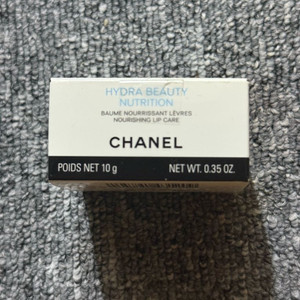 HYDRA BEAUTY
NUTRITION
BAUME NOURRISSANT LÈVRES
NOURISHING LIP CARE
CHANEL
POIDS NET 10 g NET WT. 0.35 OZ.